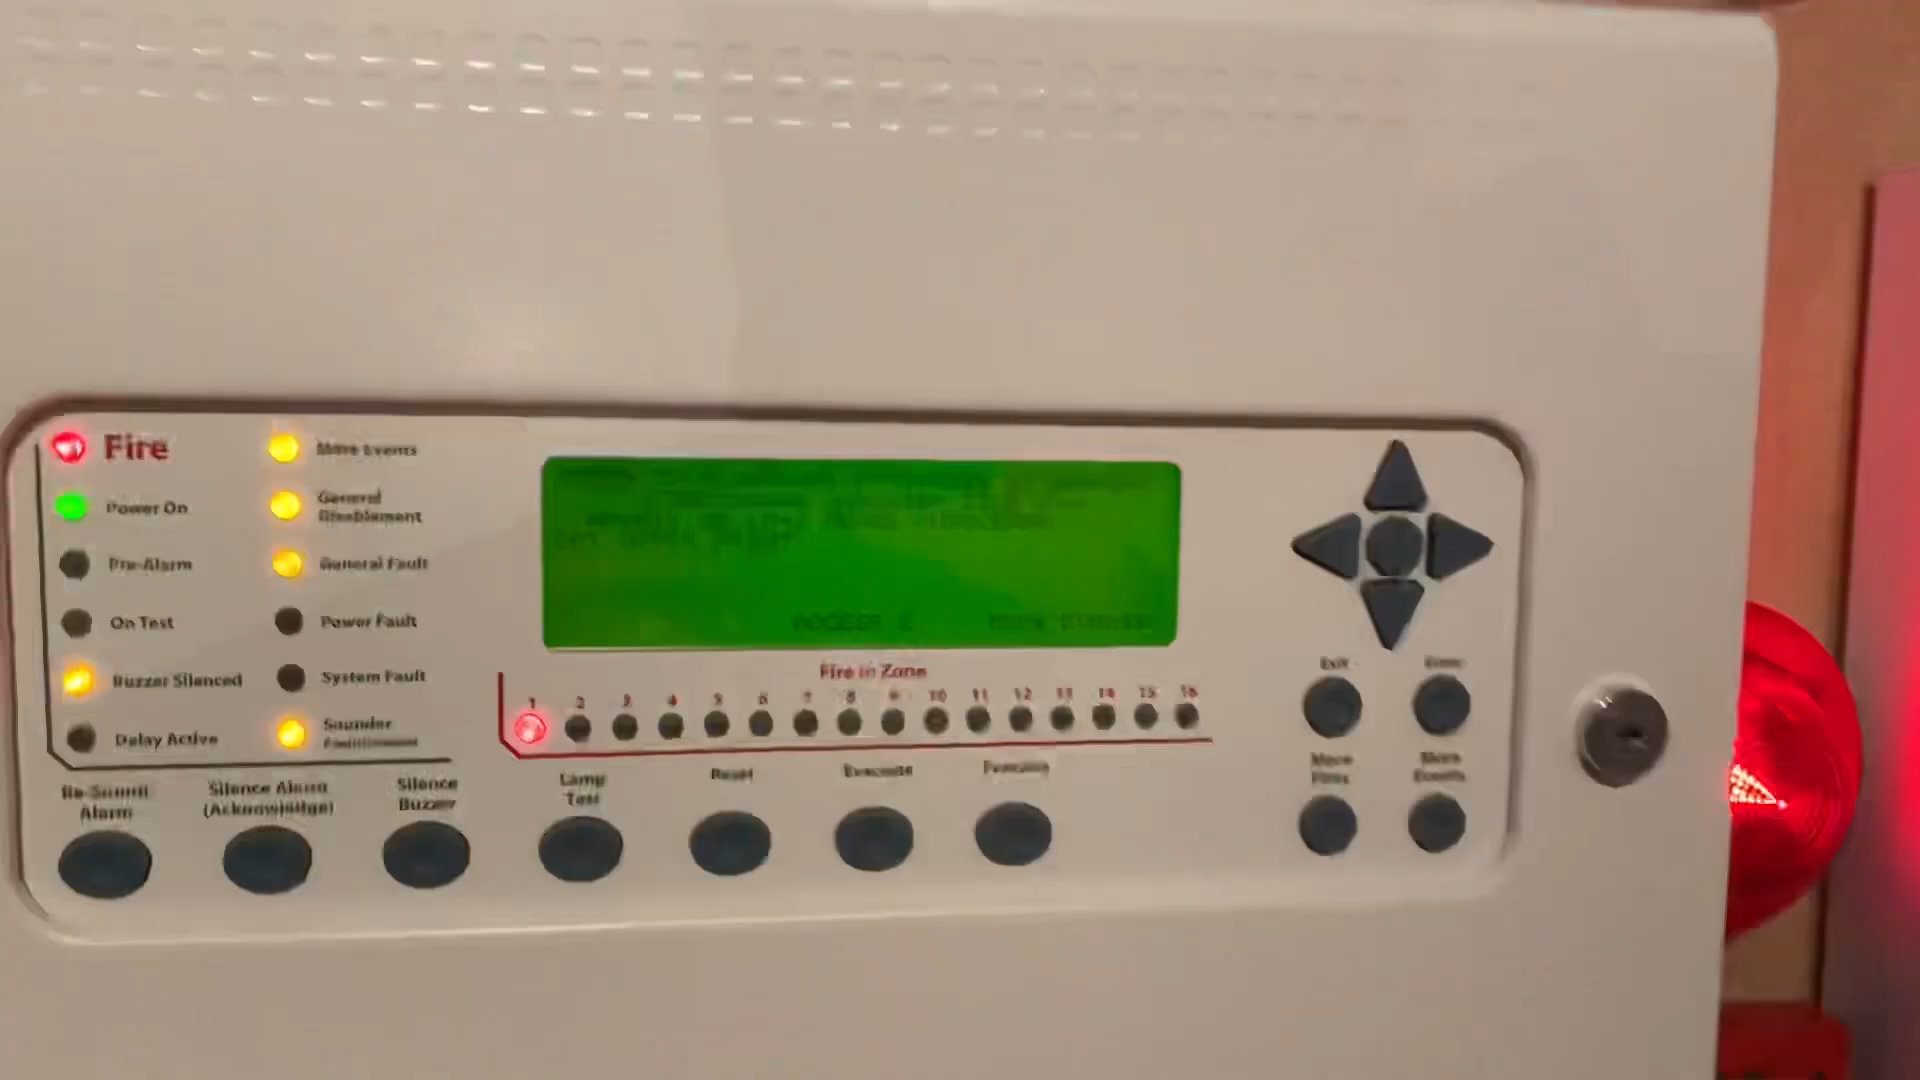 Fire
More Events
Power On
General
Disablement
Pre-Alarm
General Fault
On Test
Power Fault
Buzzer Silenced
System Fault
Delay Active
Sounder
ACCESS 2
Fire in Zone
1 2 3 4 5 6 7 8 9 10 11 12 13 14 15 16
Re-Sound
Alarm
Silence Alarm
(Acknowledge)
Silence
Buzzer
Lamp
Test
Reset
Evacuate
Exit
More
Fires
More
Events